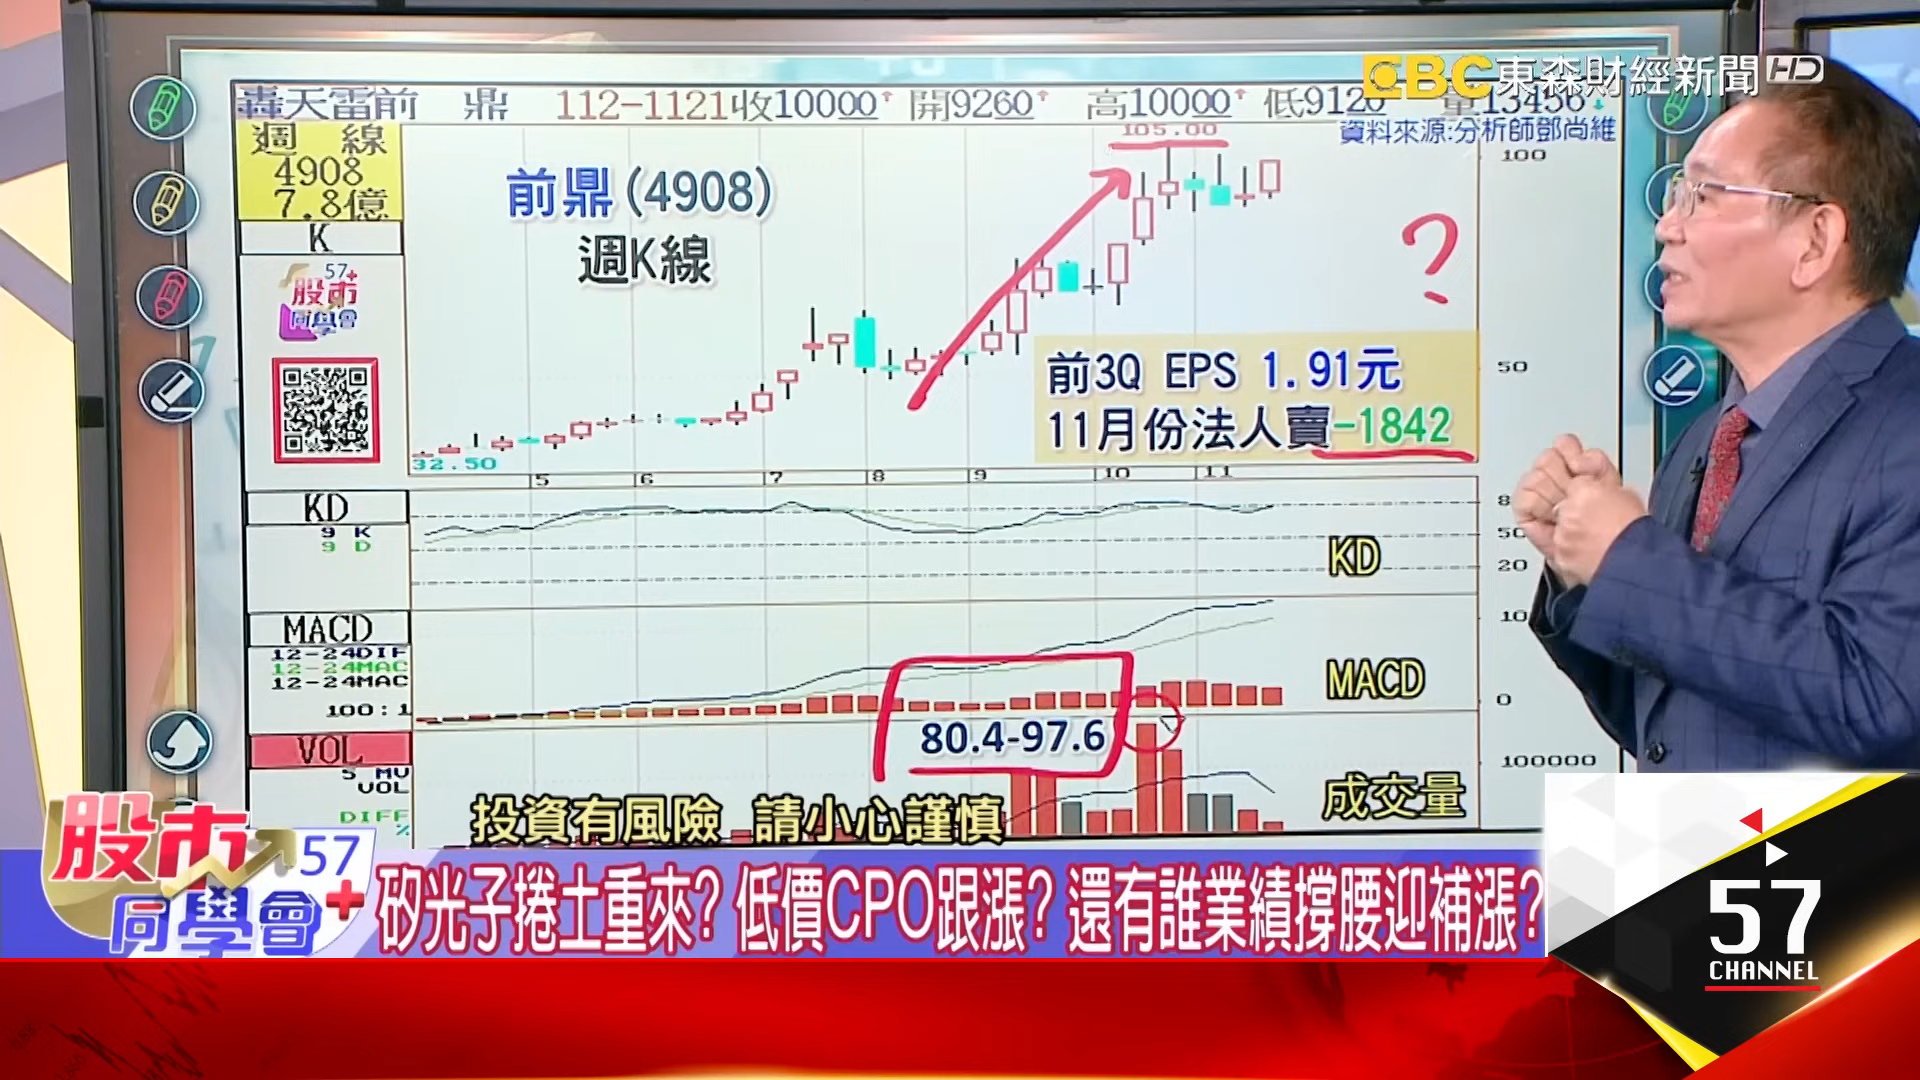 EBC 東森財經新聞 HD
轟天雷前鼎 112-1121收10000 開9260 高10000 低9120 量13456
資料來源:分析師鄧尚維
週線
4908
7.8億
K
57+
股市
同學會
前鼎(4908)
週K線
105.00
100
50
?
前3Q EPS 1.91元
11月份法人賣-1842
32.50
5 6 7 8 9 10 11
KD
9 K
9 D
KD
50
20
MACD
12-24DIF
12-24MAC
12-24MAC
100:1
MACD
10
0
80.4-97.6
VOL
5 MV
VOL
DIFF
%
100000
成交量
投資有風險 請小心謹慎
股市
57
同學會+
矽光子捲土重來? 低價CPO跟漲? 還有誰業績撐腰迎補漲?
57
CHANNEL